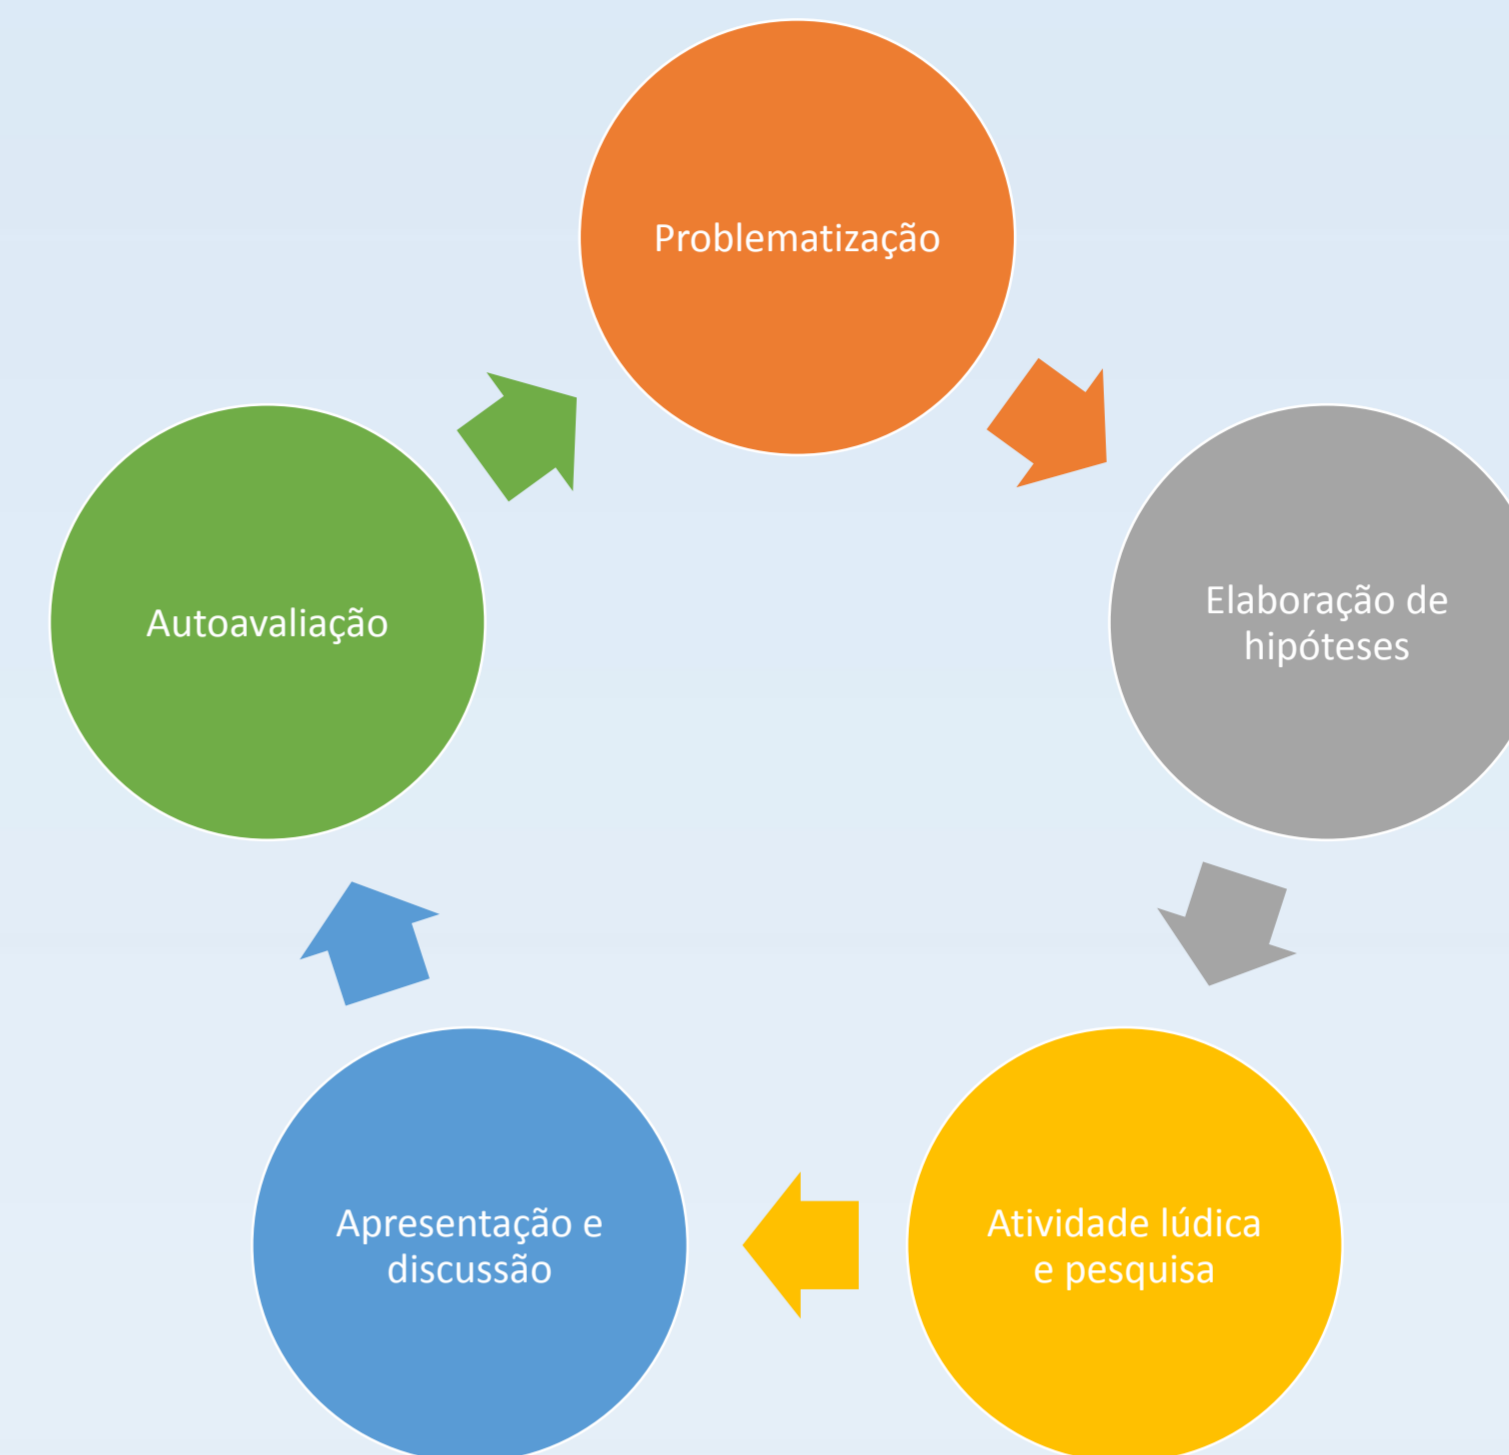 Problematização
Elaboração de
hipóteses
Atividade lúdica
e pesquisa
Apresentação e
discussão
Autoavaliação